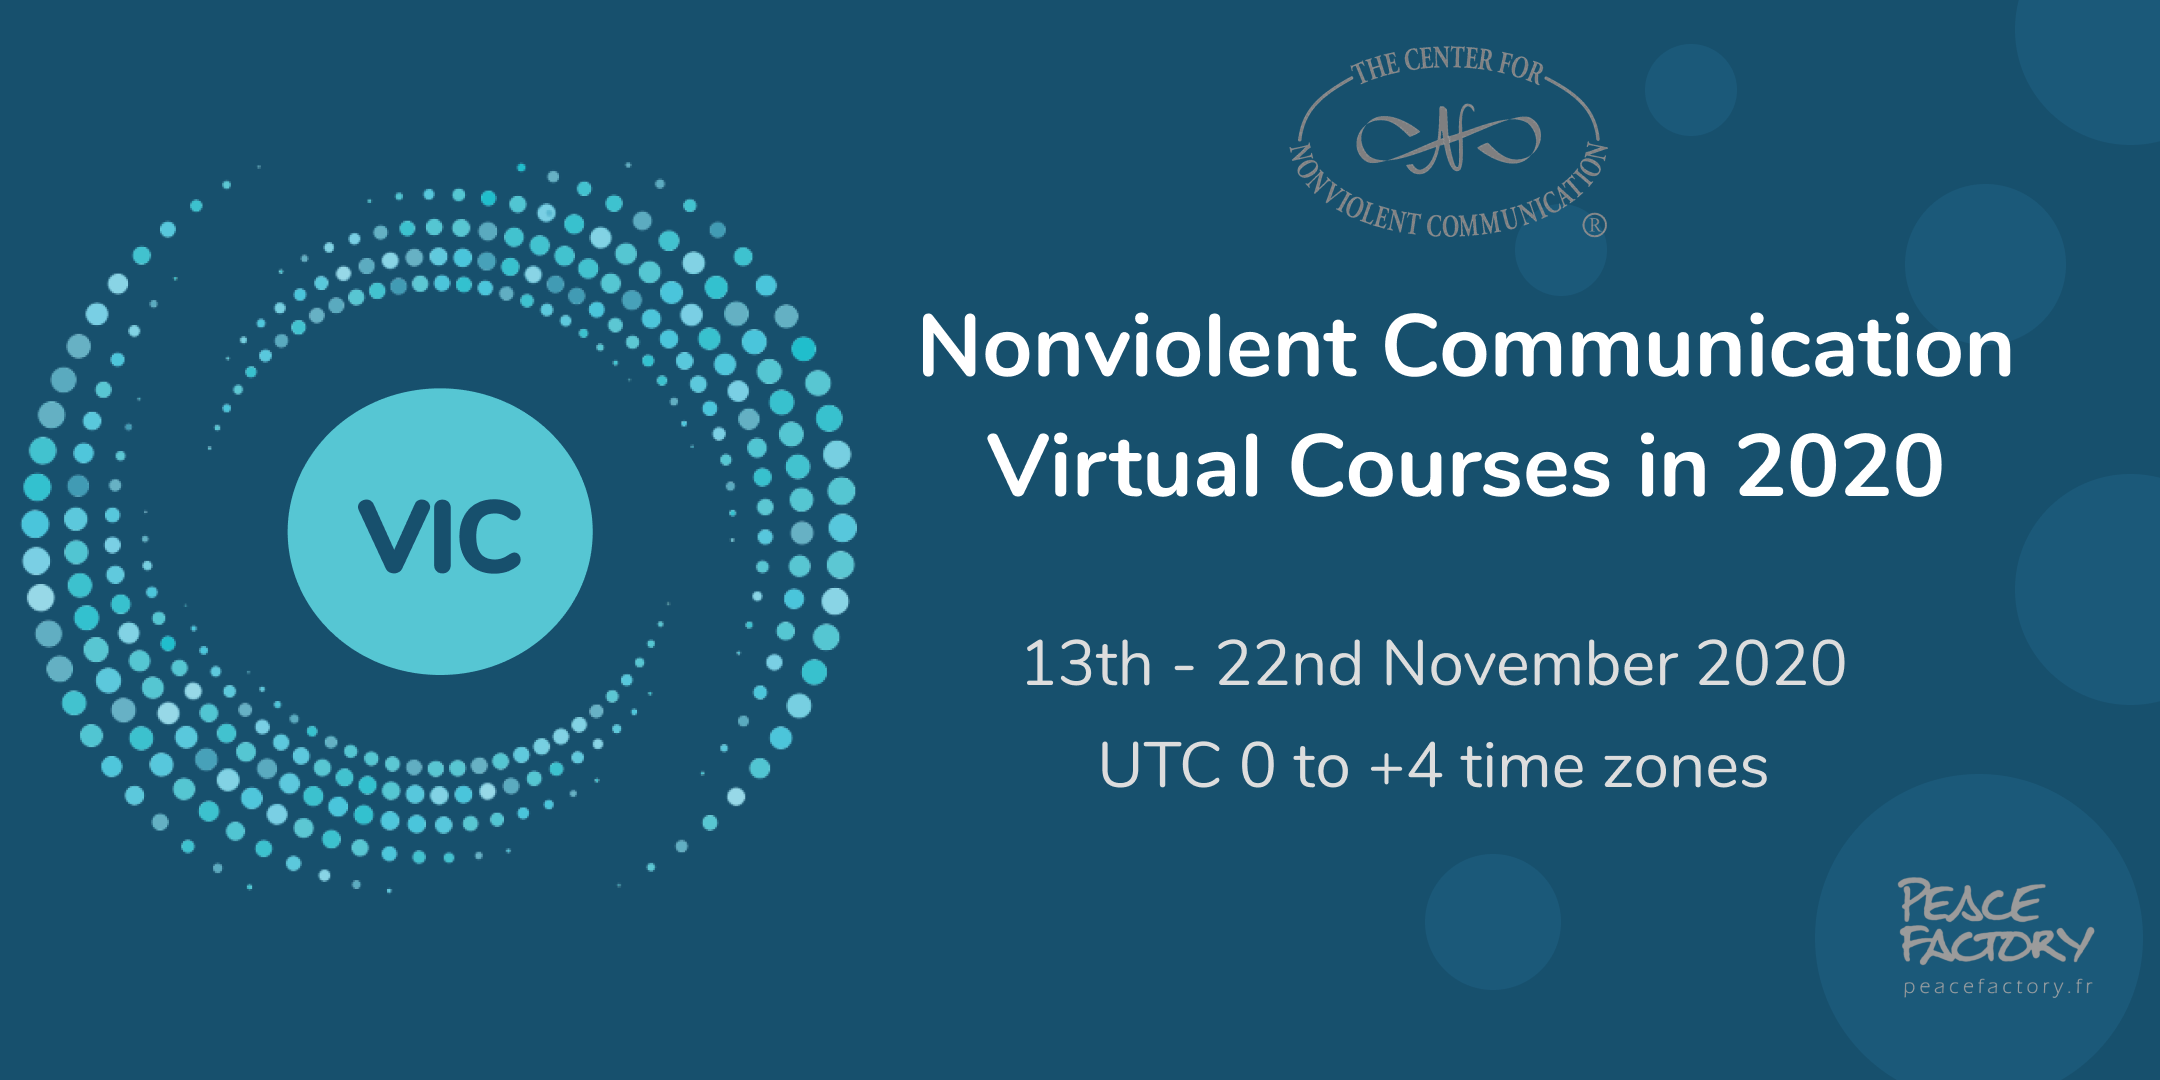 THE CENTER FOR
N
NONVIOLENT COMMUNICATION
®
Nonviolent Communication
Virtual Courses in 2020
VIC
13th - 22nd November 2020
UTC 0 to +4 time zones
PEACE
FACTORY
peacefactory.fr